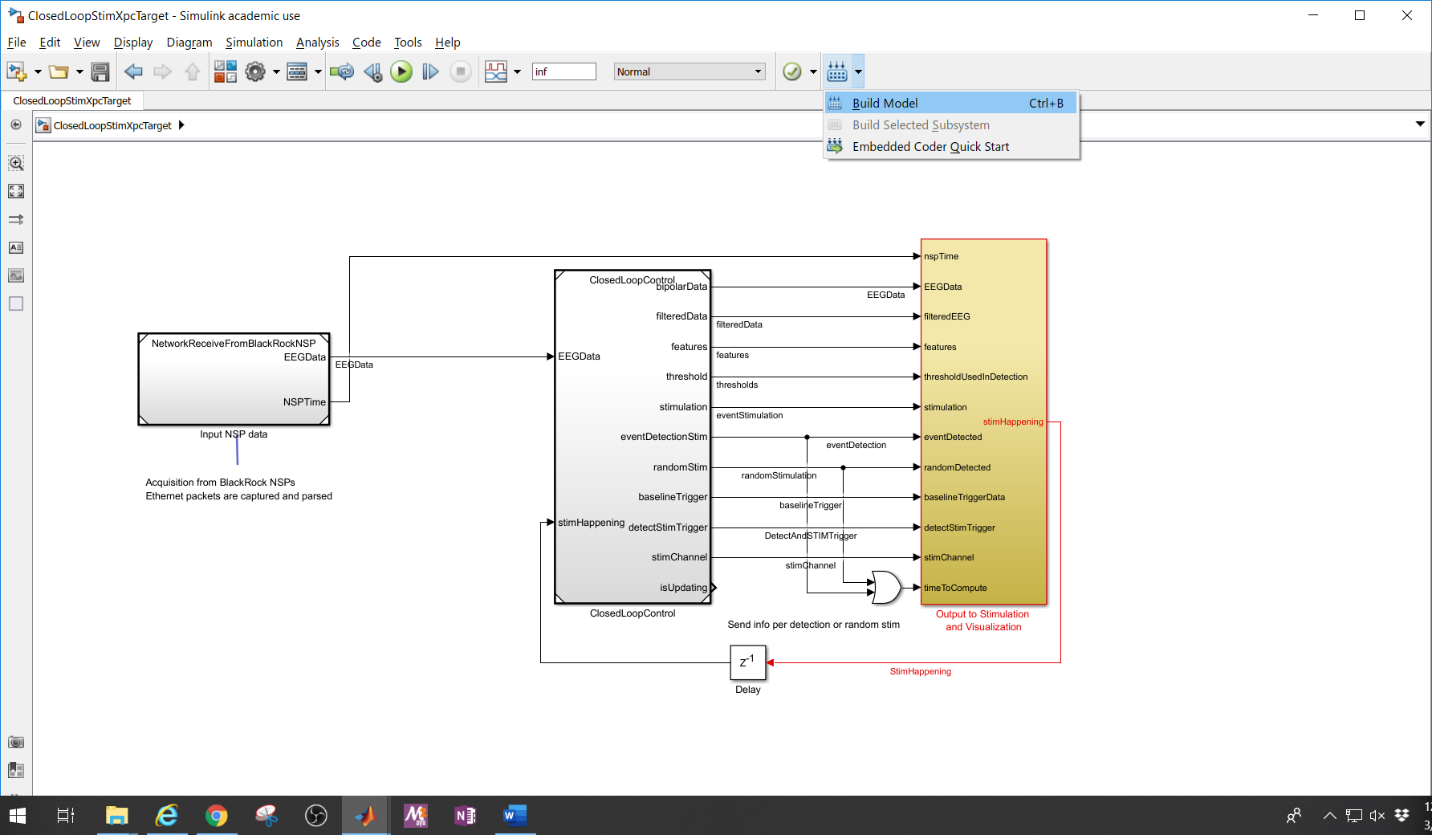 ClosedLoopStimXpcTarget - Simulink academic use
File Edit View Display Diagram Simulation Analysis Code Tools Help
inf
Normal
ClosedLoopStimXpcTarget
ClosedLoopStimXpcTarget
Build Model Ctrl+B
Build Selected Subsystem
Embedded Coder Quick Start
NetworkReceiveFromBlackRockNSP
EEGData
NSPTime
Input NSP data
Acquisition from BlackRock NSPs
Ethernet packets are captured and parsed
EEGData
ClosedLoopControl
EEGData
stimHappening
bipolarData
filteredData
features
threshold
stimulation
eventDetectionStim
randomStim
baselineTrigger
detectStimTrigger
stimChannel
isUpdating
ClosedLoopControl
EEGData
filteredData
features
thresholds
eventStimulation
eventDetection
randomStimulation
baselineTrigger
DetectAndSTIMTrigger
stimChannel
Send info per detection or random stim
nspTime
EEGData
filteredEEG
features
thresholdUsedInDetection
stimulation
stimHappening
eventDetected
randomDetected
baselineTriggerData
detectStimTrigger
stimChannel
timeToCompute
Output to Stimulation
and Visualization
z-1
Delay
StimHappening